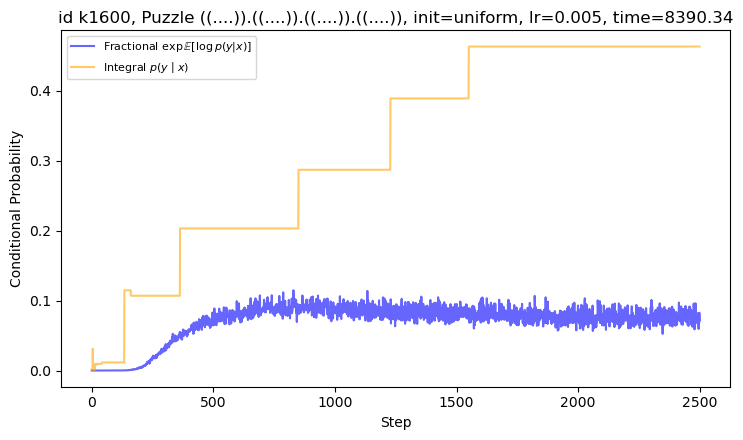 id k1600, Puzzle ((....)).((....)).((....)).((....)), init=uniform, lr=0.005, time=8390.34
Fractional exp𝔼[log p(y|x)]
Integral p(y | x)
Conditional Probability
0.4
0.3
0.2
0.1
0.0
0 500 1000 1500 2000 2500
Step